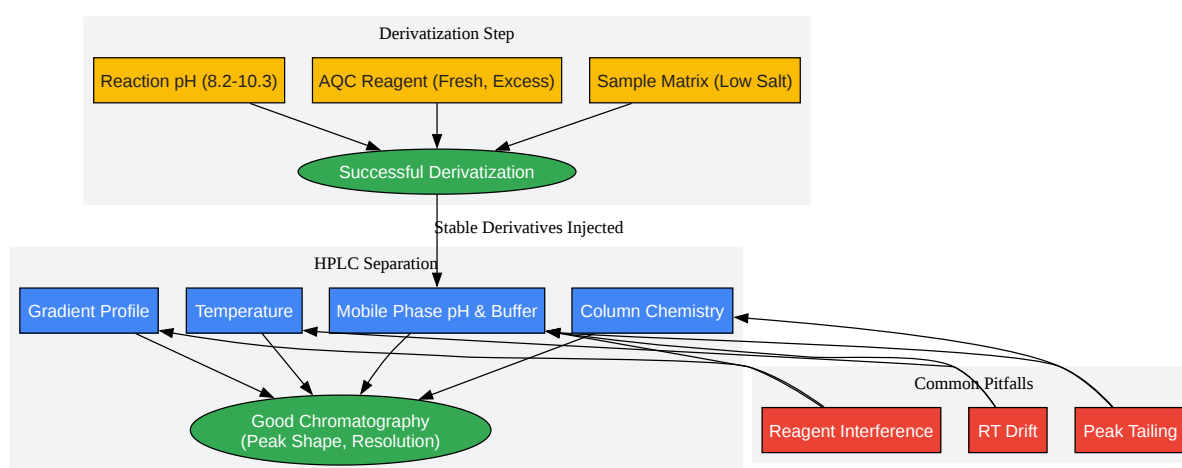 Derivatization Step
Reaction pH (8.2-10.3)
AQC Reagent (Fresh, Excess)
Sample Matrix (Low Salt)
Successful Derivatization
Stable Derivatives Injected
HPLC Separation
Gradient Profile
Temperature
Mobile Phase pH & Buffer
Column Chemistry
Common Pitfalls
Good Chromatography
(Peak Shape, Resolution)
Reagent Interference
RT Drift
Peak Tailing